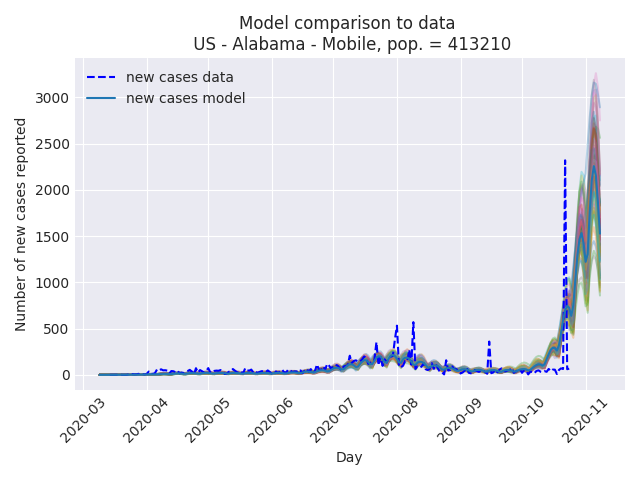 Model comparison to data
US - Alabama - Mobile, pop. = 413210
new cases data
new cases model
Number of new cases reported
3000
2500
2000
1500
1000
500
0
2020-03
2020-04
2020-05
2020-06
2020-07
2020-08
2020-09
2020-10
2020-11
Day